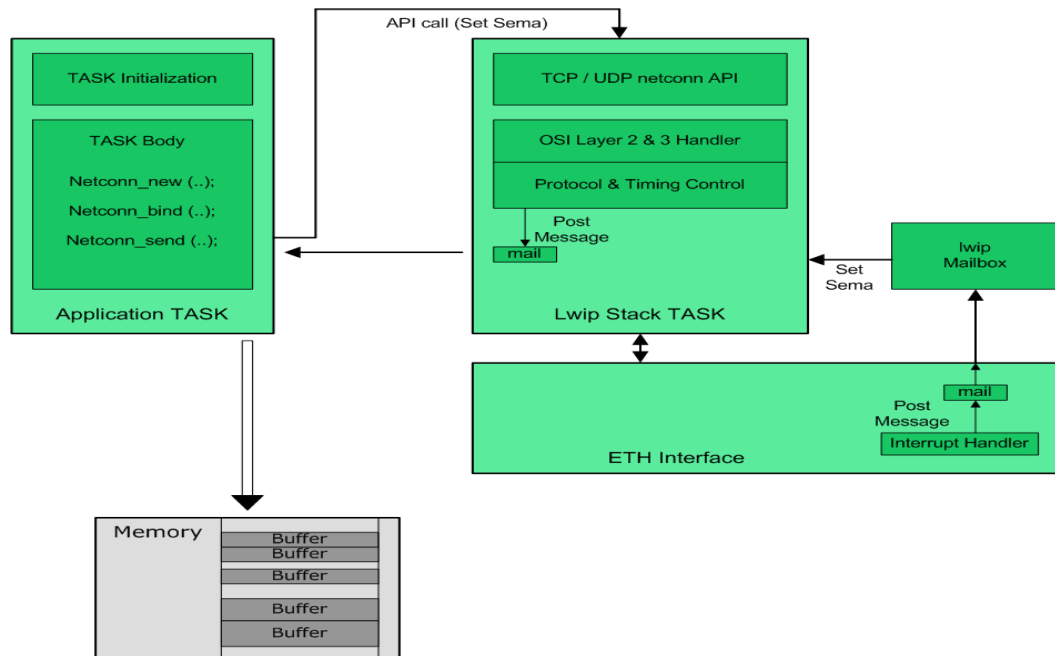 API call (Set Sema)
TASK Initialization
TASK Body
Netconn_new (..);
Netconn_bind (..);
Netconn_send (..);
Application TASK
TCP / UDP netconn API
OSI Layer 2 & 3 Handler
Protocol & Timing Control
Post
Message
mail
Lwip Stack TASK
Set
Sema
lwip
Mailbox
mail
Post
Message
Interrupt Handler
ETH Interface
Memory
Buffer
Buffer
Buffer
Buffer
Buffer